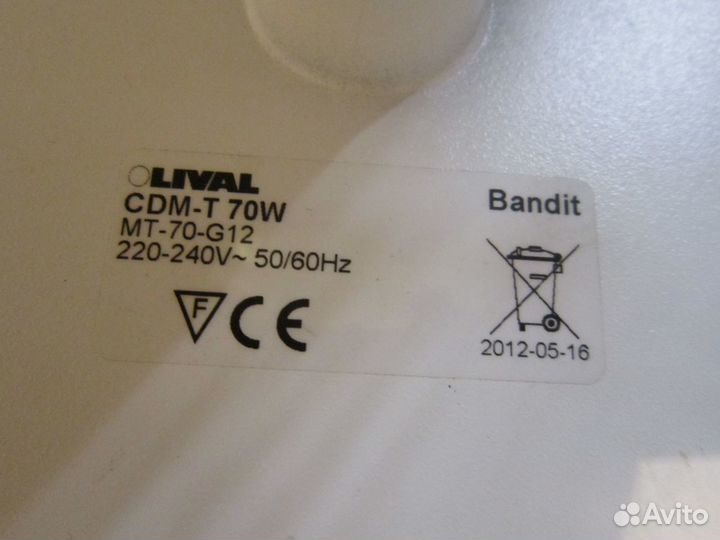 LIVAL
CDM-T 70W
MT-70-G12
220-240V~ 50/60Hz
F CE
Bandit
2012-05-16
Avito